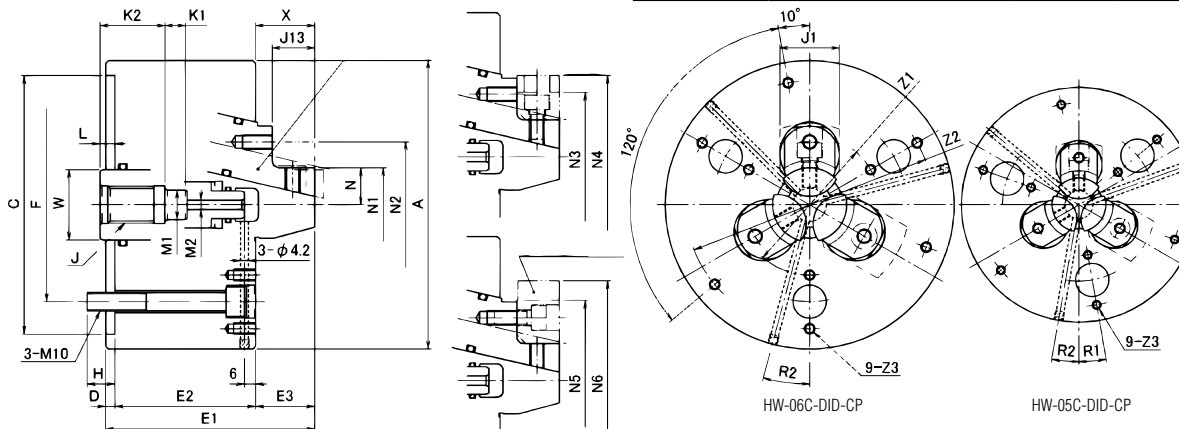 K2
K1
X
J13
L
C
F
W
J
M1
M2
3-φ4.2
N
N1
N2
A
3-M10
H
D
6
E2
E3
E1
N3
N4
N5
N6
10°
J1
Z1
Z2
120°
R2
9-Z3
HW-06C-DID-CP
R2
R1
9-Z3
HW-05C-DID-CP